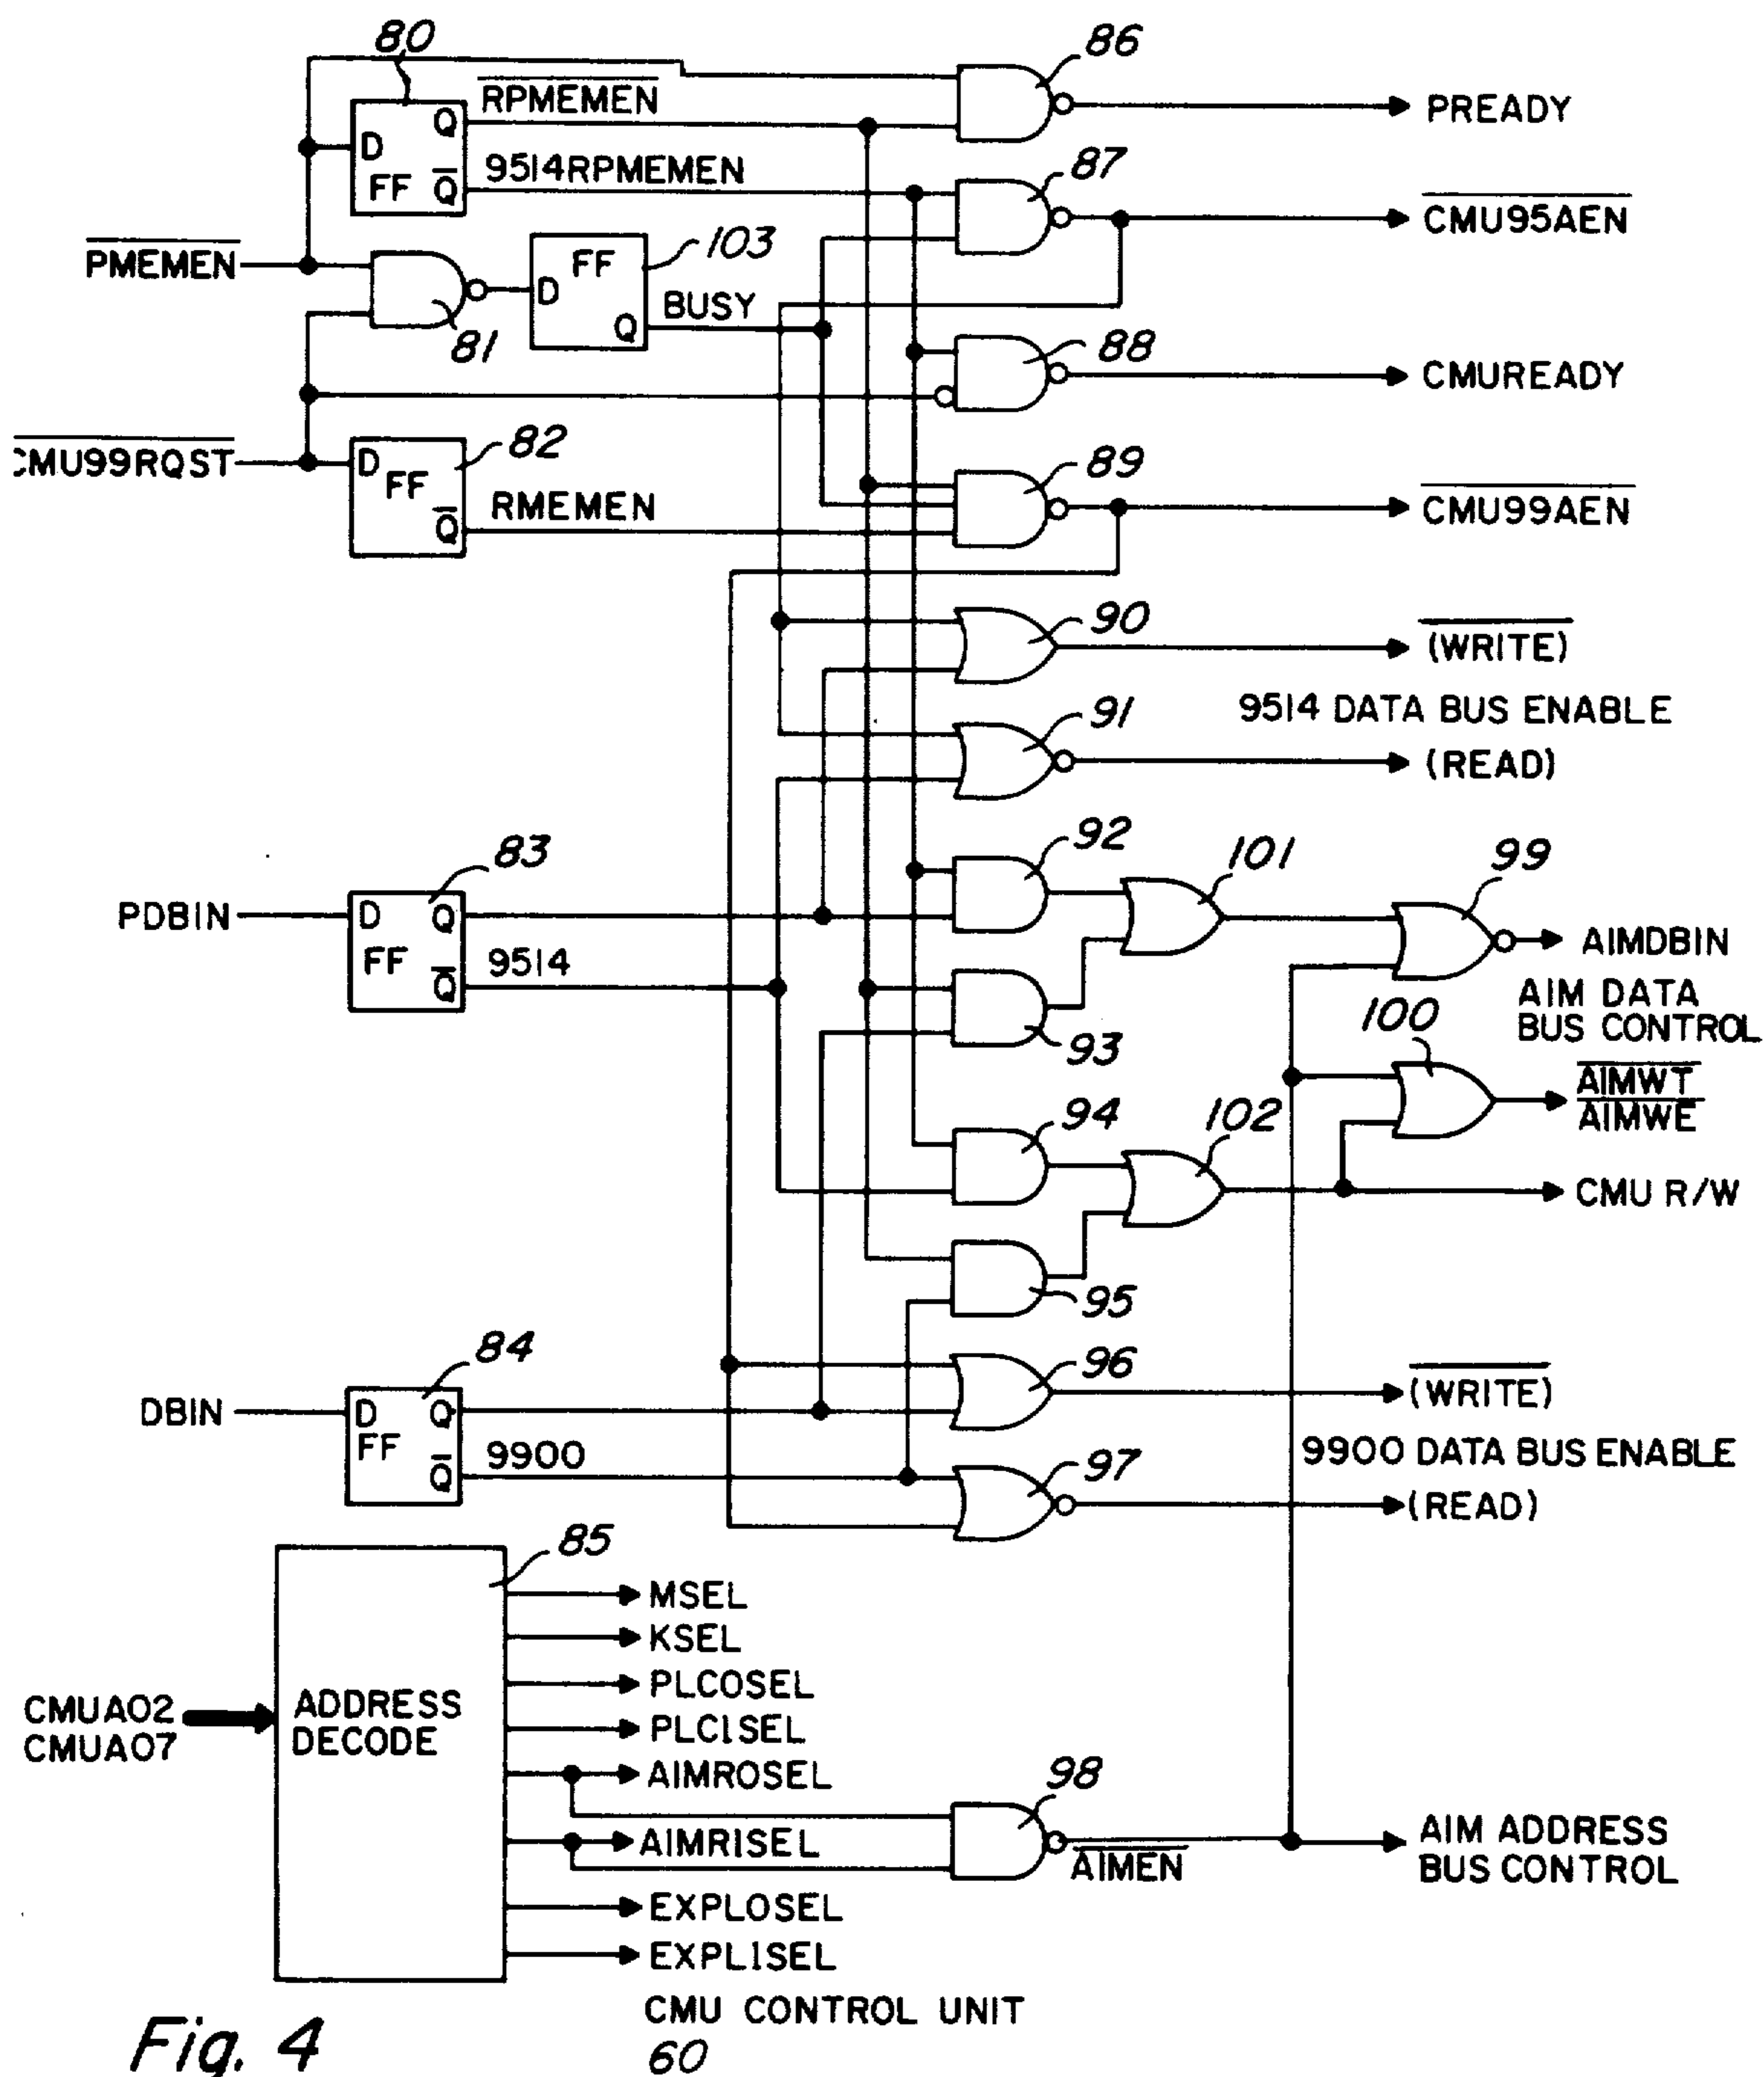 80
86
RPMEMEN
PREADY
Q
D
9514RPMEMEN
87
FF Q
CMU95AEN
PMEMEN
FF
103
D
BUSY
Q
81
88
CMUREADY
CMU99RQST
D
FF
82
89
RMEMEN
CMU99AEN
Q
90
(WRITE)
9514 DATA BUS ENABLE
91
(READ)
92
101
99
83
PDBIN
D Q
FF
9514
Q
AIMDBIN
AIM DATA
BUS CONTROL
93
100
AIMWT
AIMWE
94
102
CMU R/W
95
84
96
DBIN
D Q
FF
9900
Q
(WRITE)
97
9900 DATA BUS ENABLE
(READ)
85
MSEL
KSEL
PLCOSEL
CMUA02
CMUA07
ADDRESS
DECODE
PLC1SEL
AIMROSEL
98
AIMRISEL
AIMEN
AIM ADDRESS
BUS CONTROL
EXPLOSEL
EXPL1SEL
CMU CONTROL UNIT
60
Fig. 4